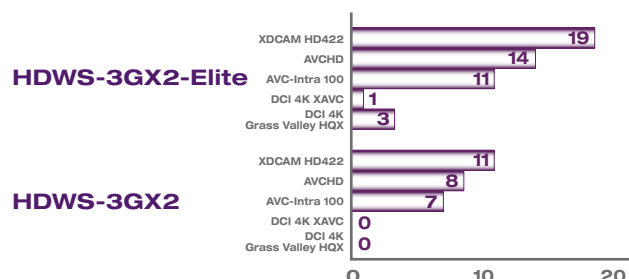 XDCAM HD422 19
AVCHD 14
HDWS-3GX2-Elite AVC-Intra 100 11
DCI 4K XAVC 1
DCI 4K
Grass Valley HQX 3
XDCAM HD422 11
AVCHD 8
HDWS-3GX2 AVC-Intra 100 7
DCI 4K XAVC 0
DCI 4K
Grass Valley HQX 0
0 10 20